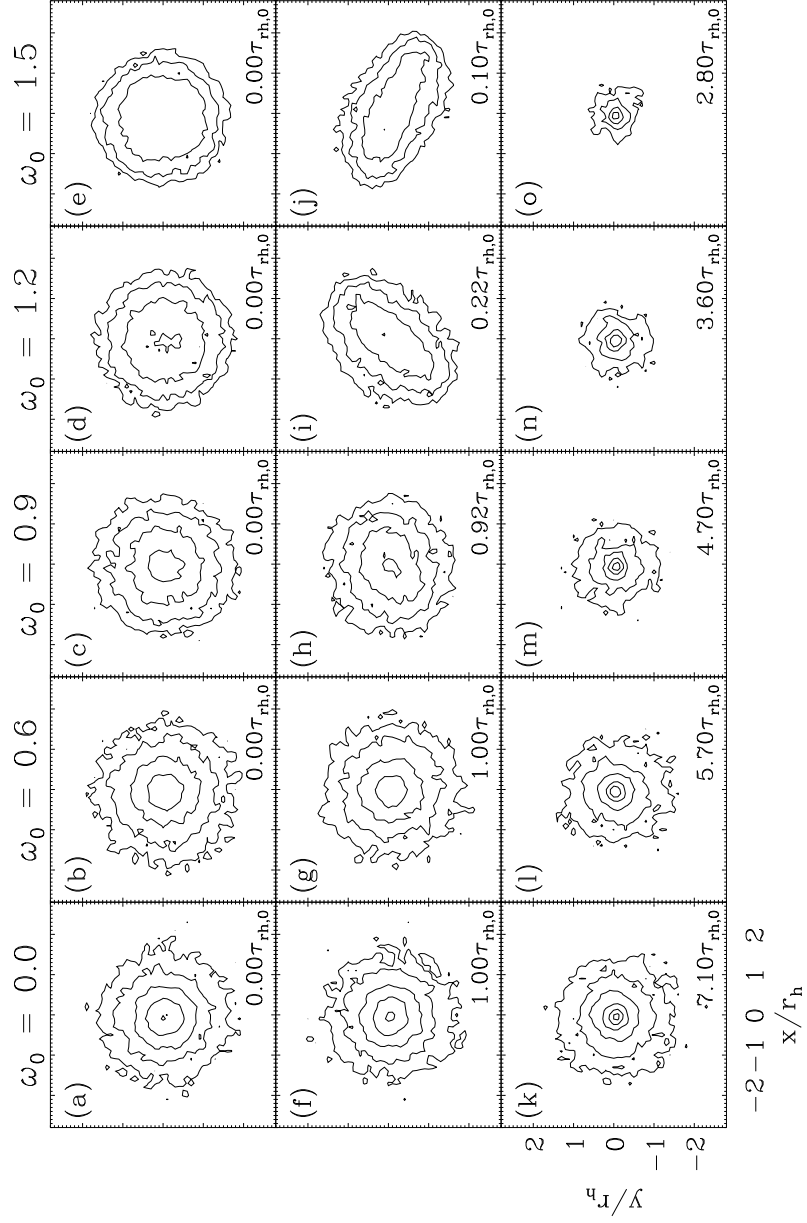 ω₀ = 0.0 ω₀ = 0.6 ω₀ = 0.9 ω₀ = 1.2 ω₀ = 1.5
(a) (b) (c) (d) (e)
0.00τrh,0 0.00τrh,0 0.00τrh,0 0.00τrh,0 0.00τrh,0
(f) (g) (h) (i) (j)
1.00τrh,0 1.00τrh,0 0.92τrh,0 0.22τrh,0 0.10τrh,0
(k) (l) (m) (n) (o)
7.10τrh,0 5.70τrh,0 4.70τrh,0 3.60τrh,0 2.80τrh,0
2
1
0
−1
−2
y/rh
−2 −1 0 1 2
x/rh